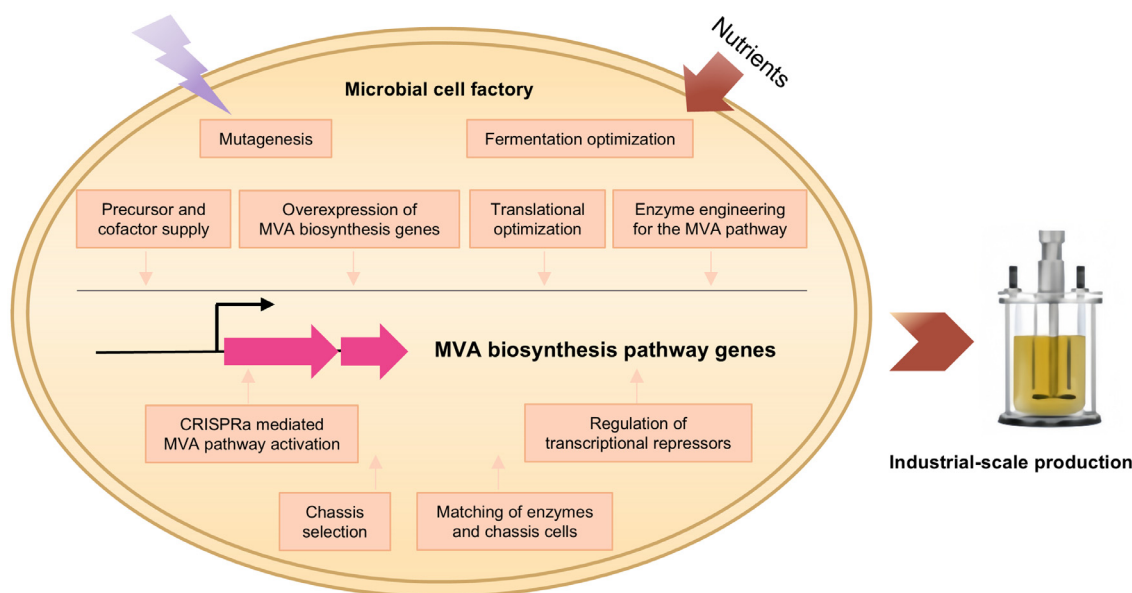 Nutrients
Microbial cell factory
Mutagenesis
Fermentation optimization
Precursor and
cofactor supply
Overexpression of
MVA biosynthesis genes
Translational
optimization
Enzyme engineering
for the MVA pathway
MVA biosynthesis pathway genes
CRISPRa mediated
MVA pathway activation
Regulation of
transcriptional repressors
Industrial-scale production
Chassis
selection
Matching of enzymes
and chassis cells